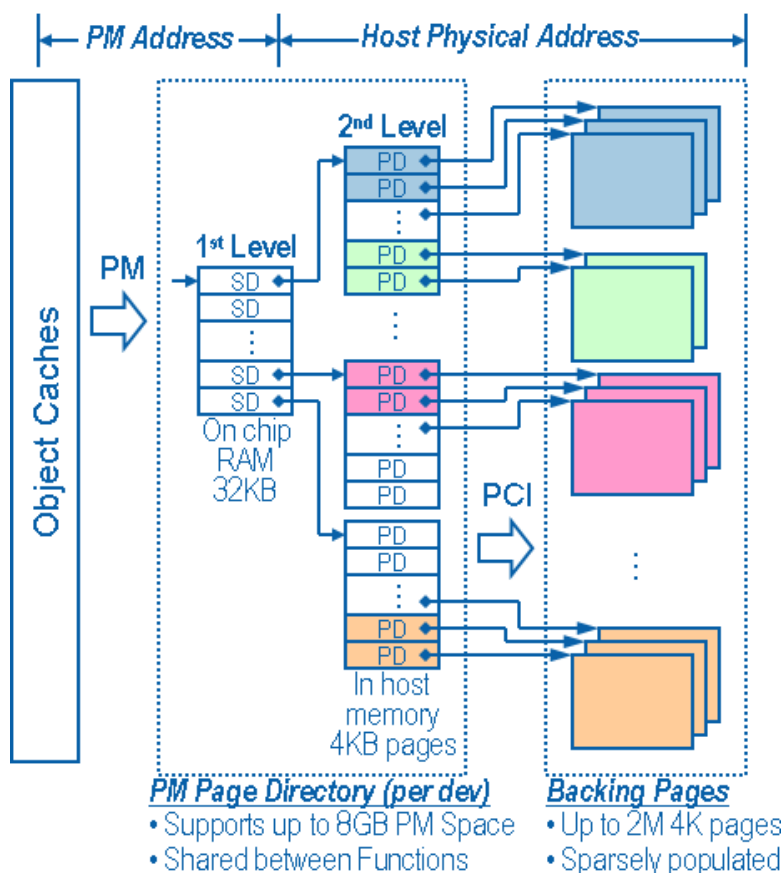 PM Address
Host Physical Address
2nd Level
PD
PD
⋮
PD
PD
⋮
1st Level
PM
SD
SD
⋮
SD
SD
On chip
RAM
32KB
Object Caches
PD
PD
⋮
PD
PD
PCI
PD
PD
⋮
PD
PD
⋮
In host
memory
4KB pages
PM Page Directory (per dev)
• Supports up to 8GB PM Space
• Shared between Functions
Backing Pages
• Up to 2M 4K pages
• Sparsely populated